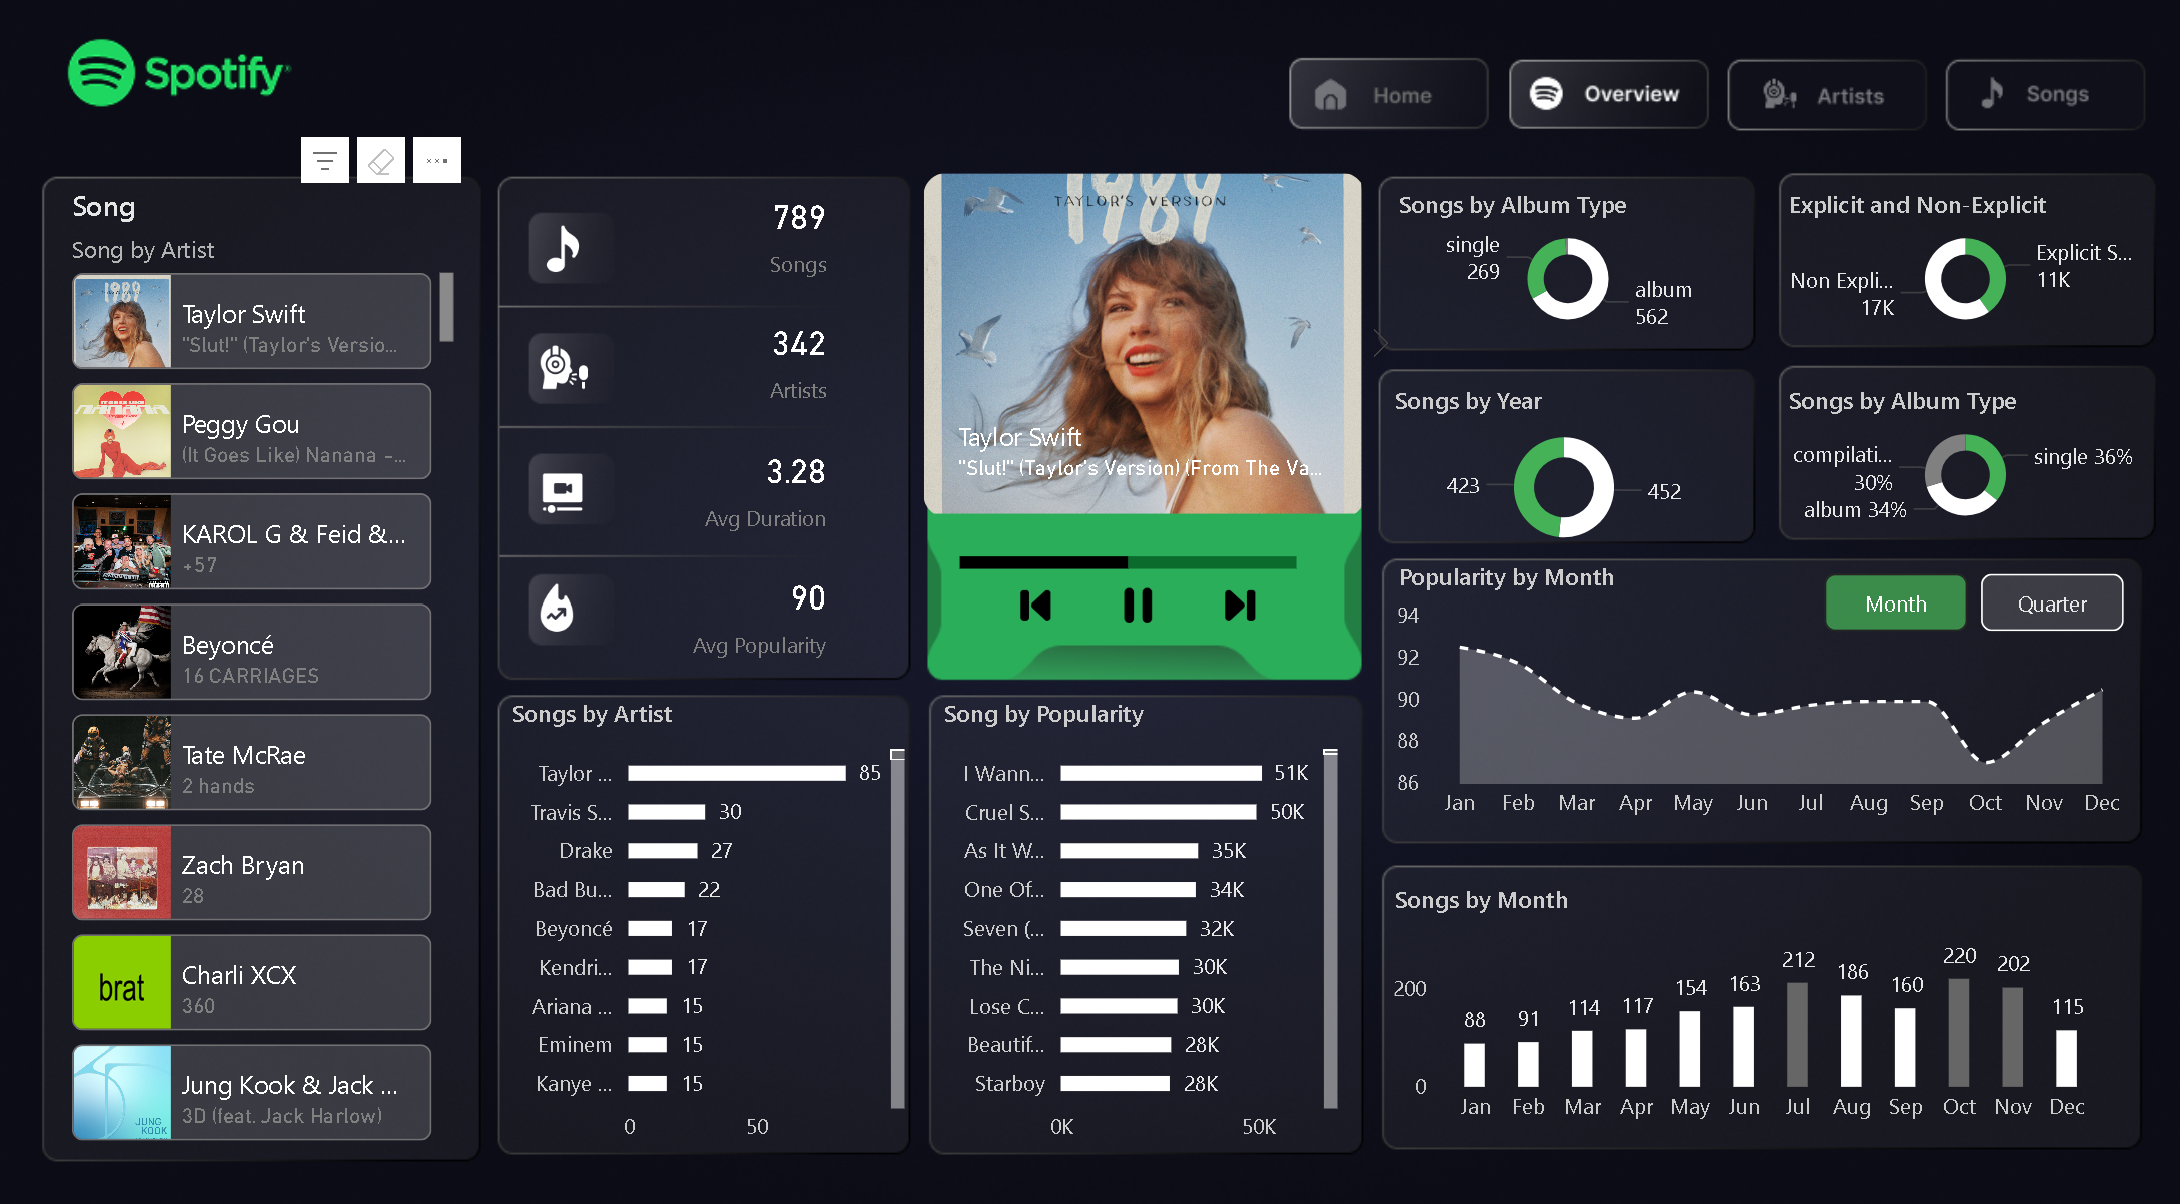 Spotify
Home
Overview
Artists
Songs
Song
Song by Artist
1989
Taylor Swift
"Slut!" (Taylor's Versio...
Peggy Gou
(It Goes Like) Nanana -...
KAROL G & Feid &...
+57
Beyoncé
16 CARRIAGES
Tate McRae
2 hands
Zach Bryan
28
brat
Charli XCX
360
JUNG
KOOK
Jung Kook & Jack ...
3D (feat. Jack Harlow)
789
Songs
342
Artists
3.28
Avg Duration
90
Avg Popularity
1989
TAYLOR'S VERSION
Taylor Swift
"Slut!" (Taylor's Version) (From The Va...
Songs by Album Type
single
269
album
562
Explicit and Non-Explicit
Explicit S...
11K
Non Expli...
17K
Songs by Year
423
452
Songs by Album Type
compilati...
30%
album 34%
single 36%
Songs by Artist
Taylor ... 85
Travis S... 30
Drake 27
Bad Bu... 22
Beyoncé 17
Kendri... 17
Ariana ... 15
Eminem 15
Kanye ... 15
0 50
Song by Popularity
I Wann... 51K
Cruel S... 50K
As It W... 35K
One Of... 34K
Seven (... 32K
The Ni... 30K
Lose C... 30K
Beautif... 28K
Starboy 28K
0K 50K
Popularity by Month
Month
Quarter
94
92
90
88
86
Jan Feb Mar Apr May Jun Jul Aug Sep Oct Nov Dec
Songs by Month
200
0
88 91 114 117 154 163 212 186 160 220 202 115
Jan Feb Mar Apr May Jun Jul Aug Sep Oct Nov Dec